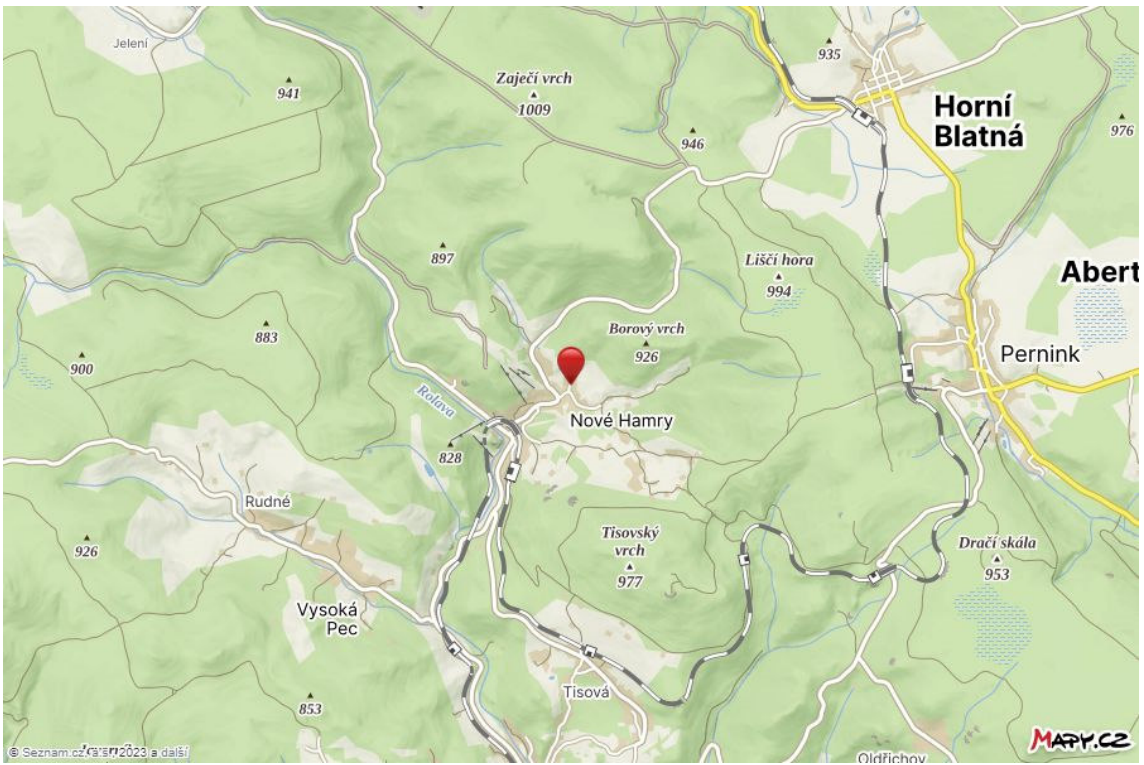 Jelení
941
Zaječí vrch
1009
935
Horní
Blatná
946
976
897
Liščí hora
994
Abert
883
900
Borový vrch
926
Pernink
Rolava
Nové Hamry
828
Rudné
926
Tisovský
vrch
977
Dračí skála
953
Vysoká
Pec
853
Tisová
© Seznam.cz, a.s., 2023 a další
Mapy.cz
Oldřichov